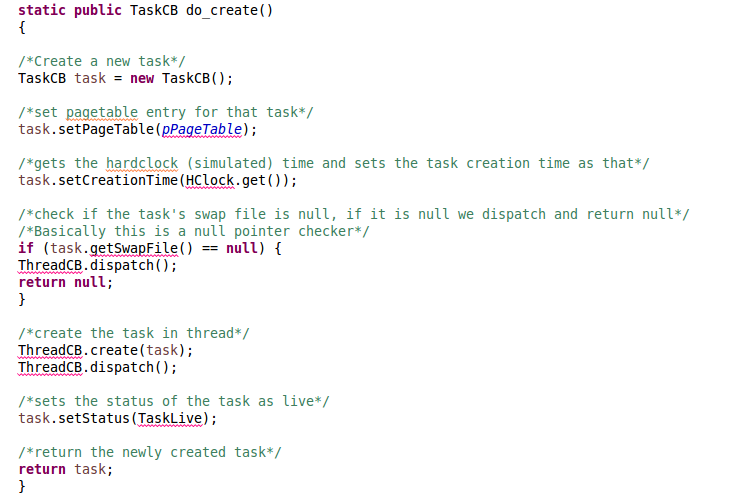 static public TaskCB do_create()
{
/*Create a new task*/
TaskCB task = new TaskCB();
/*set pagetable entry for that task*/
task.setPageTable(pPageTable);
/*gets the hardclock (simulated) time and sets the task creation time as that*/
task.setCreationTime(HClock.get());
/*check if the task's swap file is null, if it is null we dispatch and return null*/
/*Basically this is a null pointer checker*/
if (task.getSwapFile() == null) {
ThreadCB.dispatch();
return null;
}
/*create the task in thread*/
ThreadCB.create(task);
ThreadCB.dispatch();
/*sets the status of the task as live*/
task.setStatus(TaskLive);
/*return the newly created task*/
return task;
}